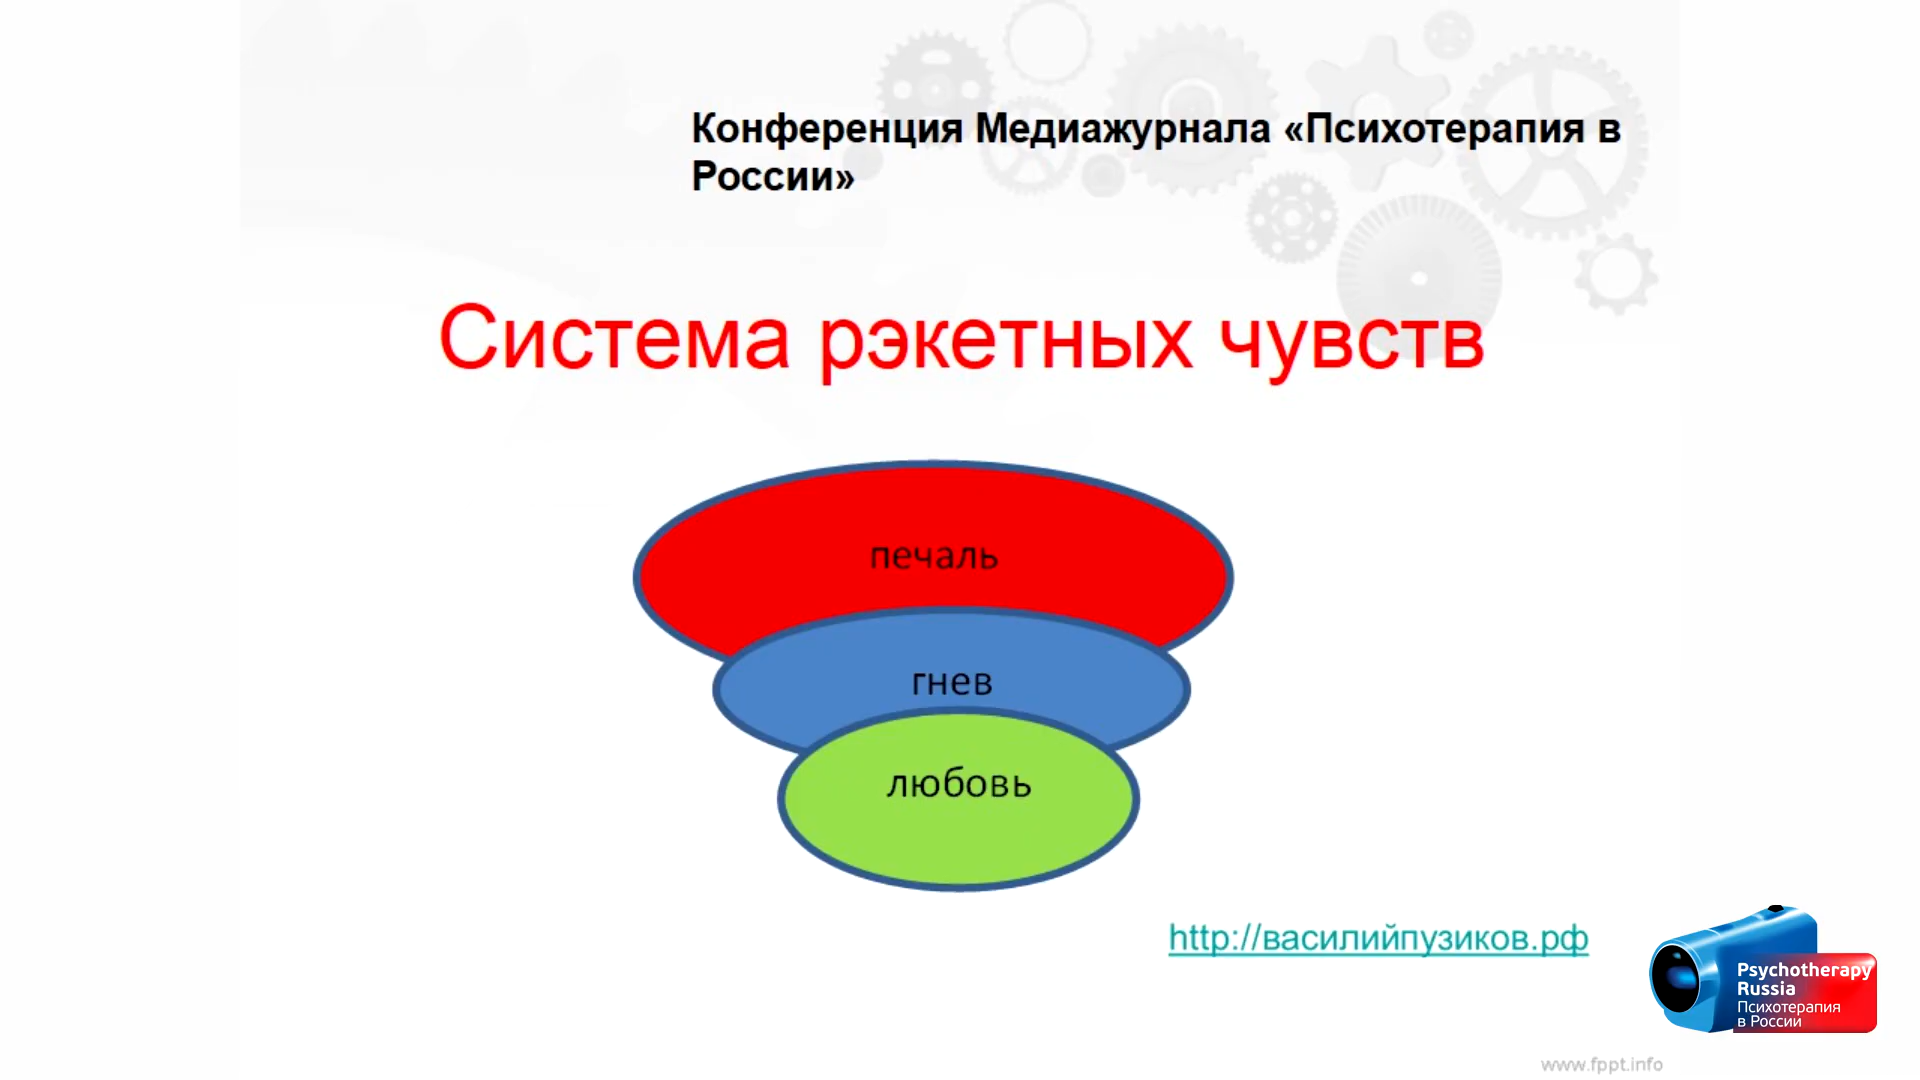 Конференция Медиажурнала «Психотерапия в
России»
Система рэкетных чувств
печаль
гнев
любовь
http://василийпузиков.рф
Psychotherapy
Russia
Психотерапия
в России
www.fppt.info